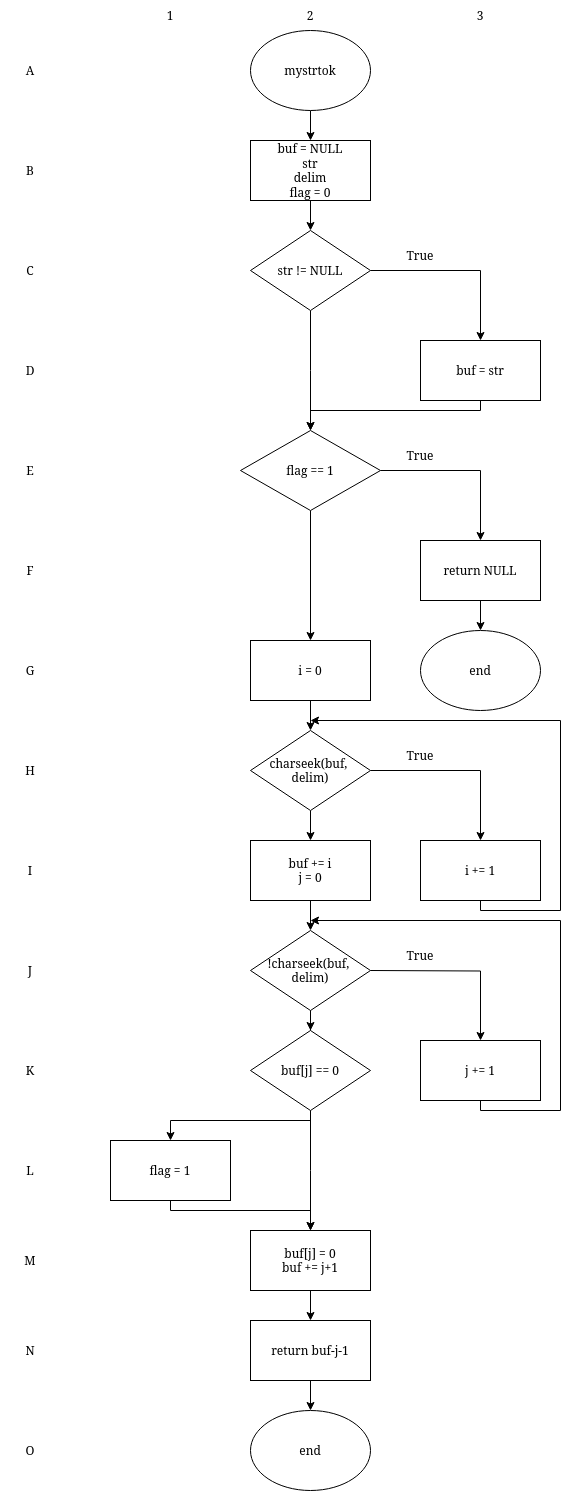 1 2 3
A mystrtok
B buf = NULL
str
delim
flag = 0
True
C str != NULL
D buf = str
True
E flag == 1
F return NULL
G i = 0 end
True
H charseek(buf,
delim)
I buf += i
j = 0
i += 1
True
J !charseek(buf,
delim)
K buf[j] == 0 j += 1
L flag = 1
M buf[j] = 0
buf += j+1
N return buf-j-1
O end